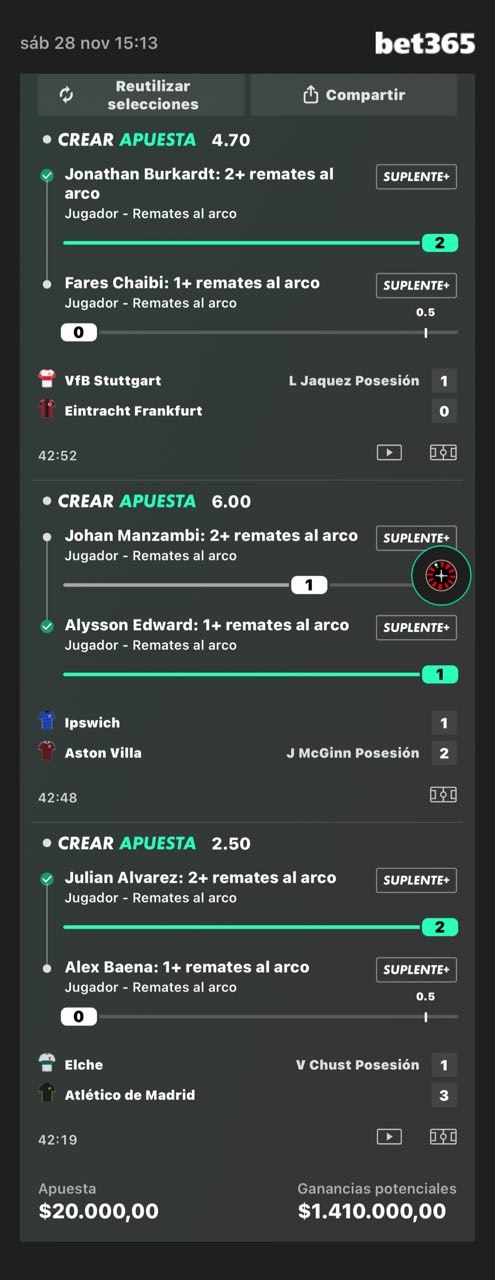 sáb 28 nov 15:13
bet365
Reutilizar
selecciones
Compartir
CREAR APUESTA 4.70
Jonathan Burkardt: 2+ remates al
arco
SUPLENTE+
Jugador - Remates al arco
2
Fares Chaibi: 1+ remates al arco
SUPLENTE+
Jugador - Remates al arco
0.5
0
VfB Stuttgart L Jaquez Posesión 1
Eintracht Frankfurt 0
42:52
CREAR APUESTA 6.00
Johan Manzambi: 2+ remates al arco
SUPLENTE+
Jugador - Remates al arco
1
Alysson Edward: 1+ remates al arco
SUPLENTE+
Jugador - Remates al arco
1
Ipswich 1
Aston Villa J McGinn Posesión 2
42:48
CREAR APUESTA 2.50
Julian Alvarez: 2+ remates al arco
SUPLENTE+
Jugador - Remates al arco
2
Alex Baena: 1+ remates al arco
SUPLENTE+
Jugador - Remates al arco
0.5
0
Elche V Chust Posesión 1
Atlético de Madrid 3
42:19
Apuesta Ganancias potenciales
$20.000,00 $1.410.000,00